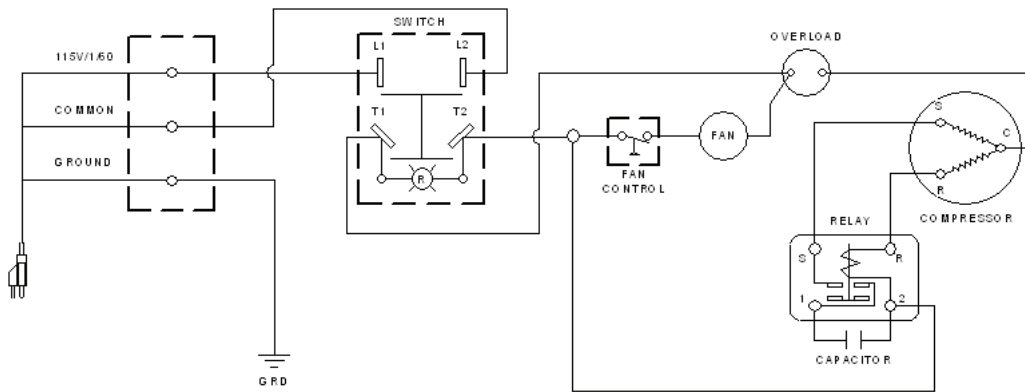 SWITCH
L1
L2
OVERLOAD
115V/1/60
COMMON
GROUND
T1
T2
R
FAN
CONTROL
FAN
S
C
R
COMPRESSOR
RELAY
S
R
1
2
CAPACITOR
GRD